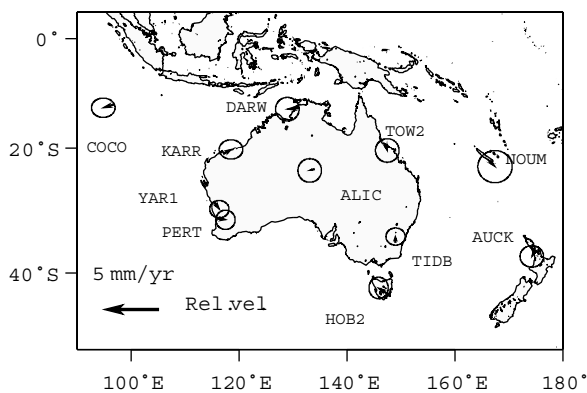 0°
DARW
TOW2
COCO
KARR
20°S
NOUM
YAR1
ALIC
PERT
AUCK
TIDB
40°S
5 mm/yr
Rel.vel
HOB2
100°E
120°E
140°E
160°E
180°